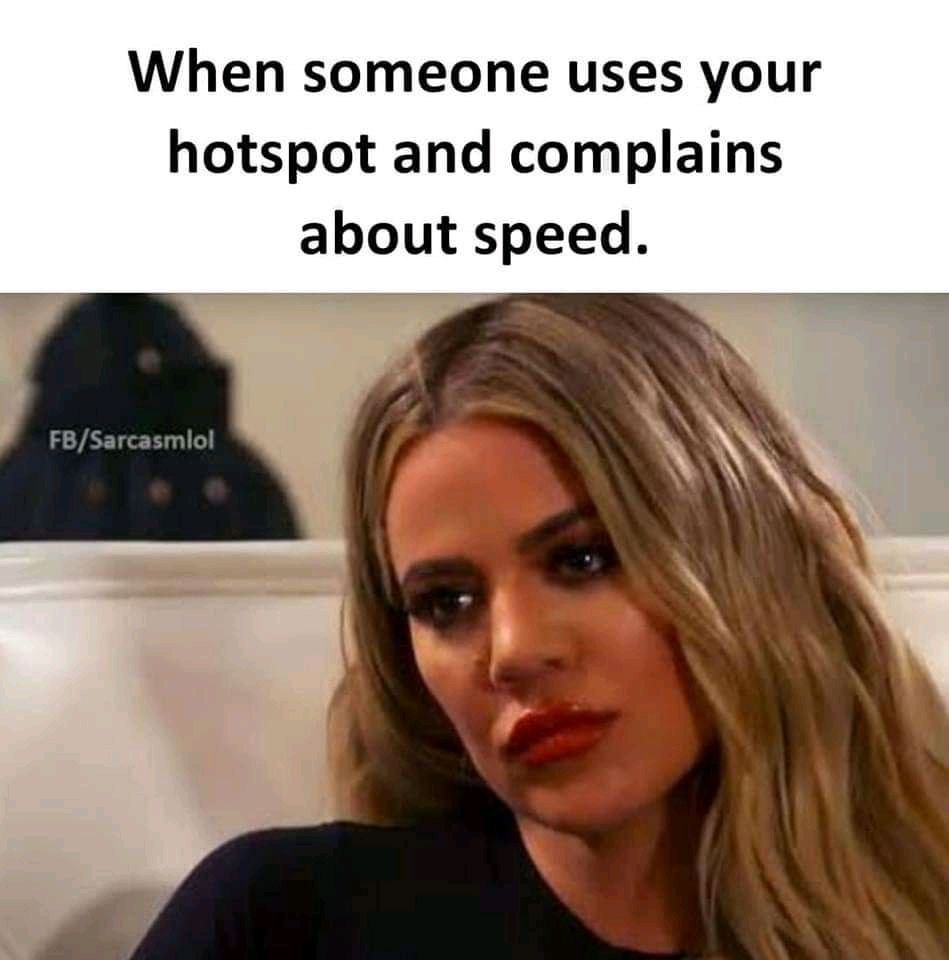 When someone uses your
hotspot and complains
about speed.
FB/Sarcasmlol